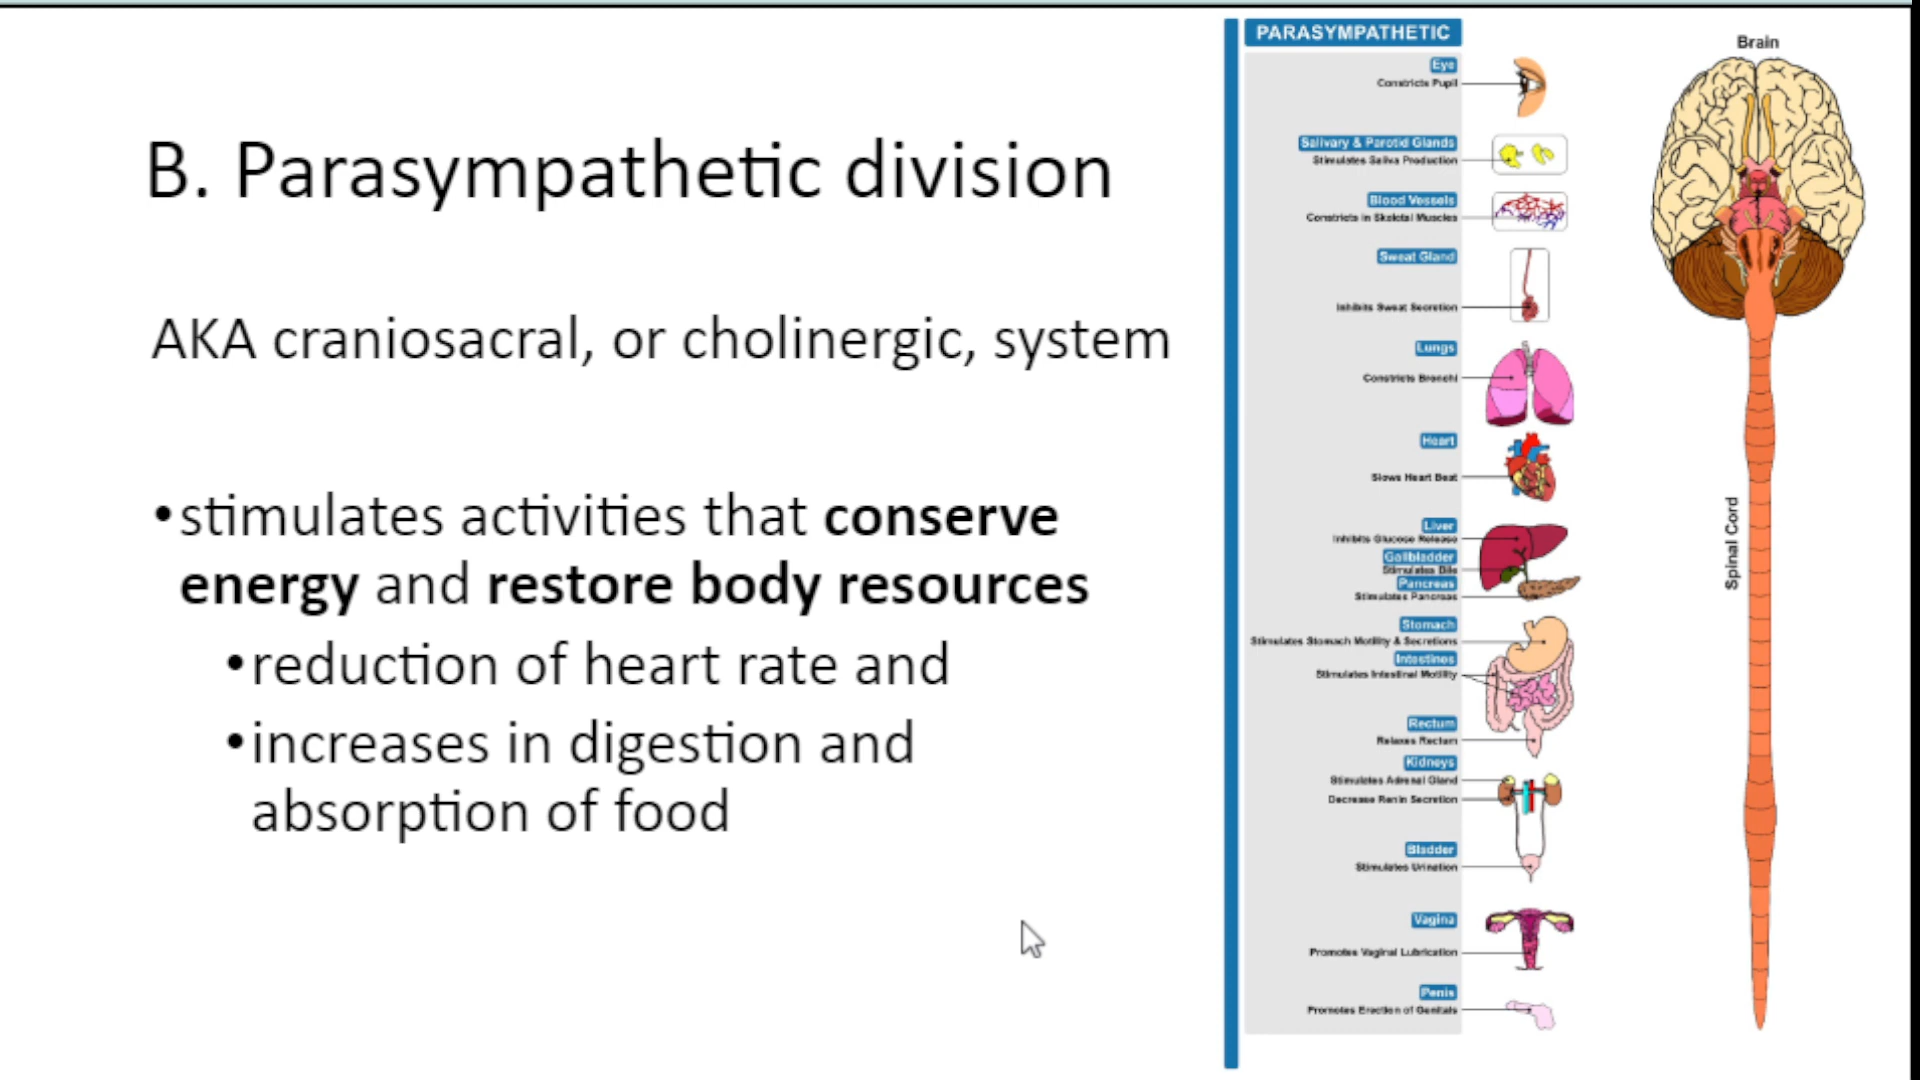 B. Parasympathetic division
AKA craniosacral, or cholinergic, system
•stimulates activities that conserve
energy and restore body resources
•reduction of heart rate and
•increases in digestion and
absorption of food
PARASYMPATHETIC
Eye
Constricts Pupil
Salivary & Parotid Glands
Stimulates Saliva Production
Blood Vessels
Constricts in Skeletal Muscles
Sweat Gland
Inhibits Sweat Secretion
Lungs
Constricts Bronchi
Heart
Slows Heart Beat
Liver
Inhibits Glucose Release
Gallbladder
Stimulates Bile
Pancreas
Stimulates Pancreas
Stomach
Stimulates Stomach Motility & Secretions
Intestines
Stimulates Intestinal Motility
Rectum
Relaxes Rectum
Kidneys
Stimulates Adrenal Gland
Decrease Renin Secretion
Bladder
Stimulates Urination
Vagina
Promotes Vaginal Lubrication
Penis
Promotes Erection of Genitals
Brain
Spinal Cord